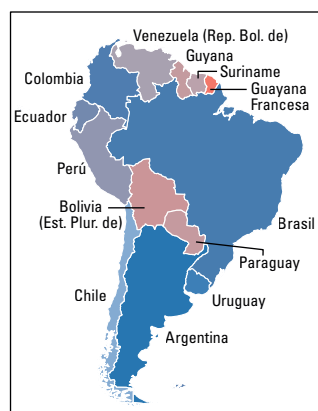 Venezuela (Rep. Bol. de)
Guyana
Suriname
Guayana
Francesa
Colombia
Ecuador
Perú
Bolivia
(Est. Plur. de)
Brasil
Paraguay
Chile
Uruguay
Argentina